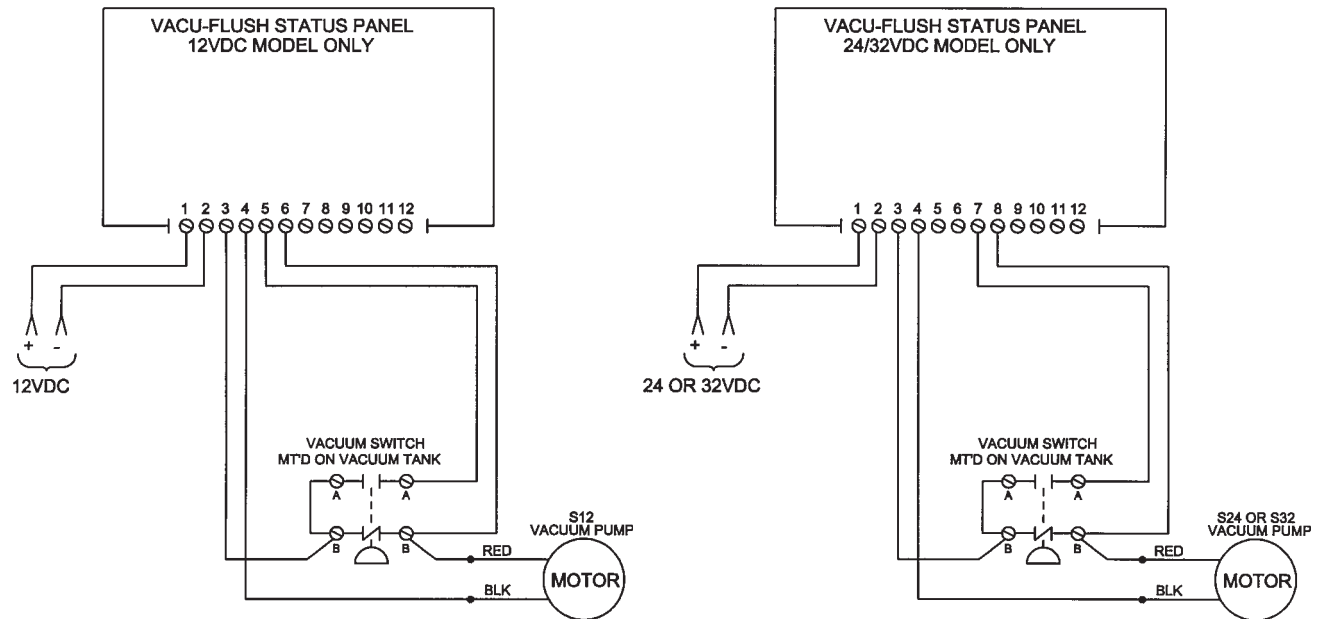 VACU-FLUSH STATUS PANEL
12VDC MODEL ONLY
1 2 3 4 5 6 7 8 9 10 11 12
+ -
12VDC
VACUUM SWITCH
MT'D ON VACUUM TANK
A A
B B
S12
VACUUM PUMP
RED
MOTOR
BLK
VACU-FLUSH STATUS PANEL
24/32VDC MODEL ONLY
1 2 3 4 5 6 7 8 9 10 11 12
+ -
24 OR 32VDC
VACUUM SWITCH
MT'D ON VACUUM TANK
A A
B B
S24 OR S32
VACUUM PUMP
RED
MOTOR
BLK